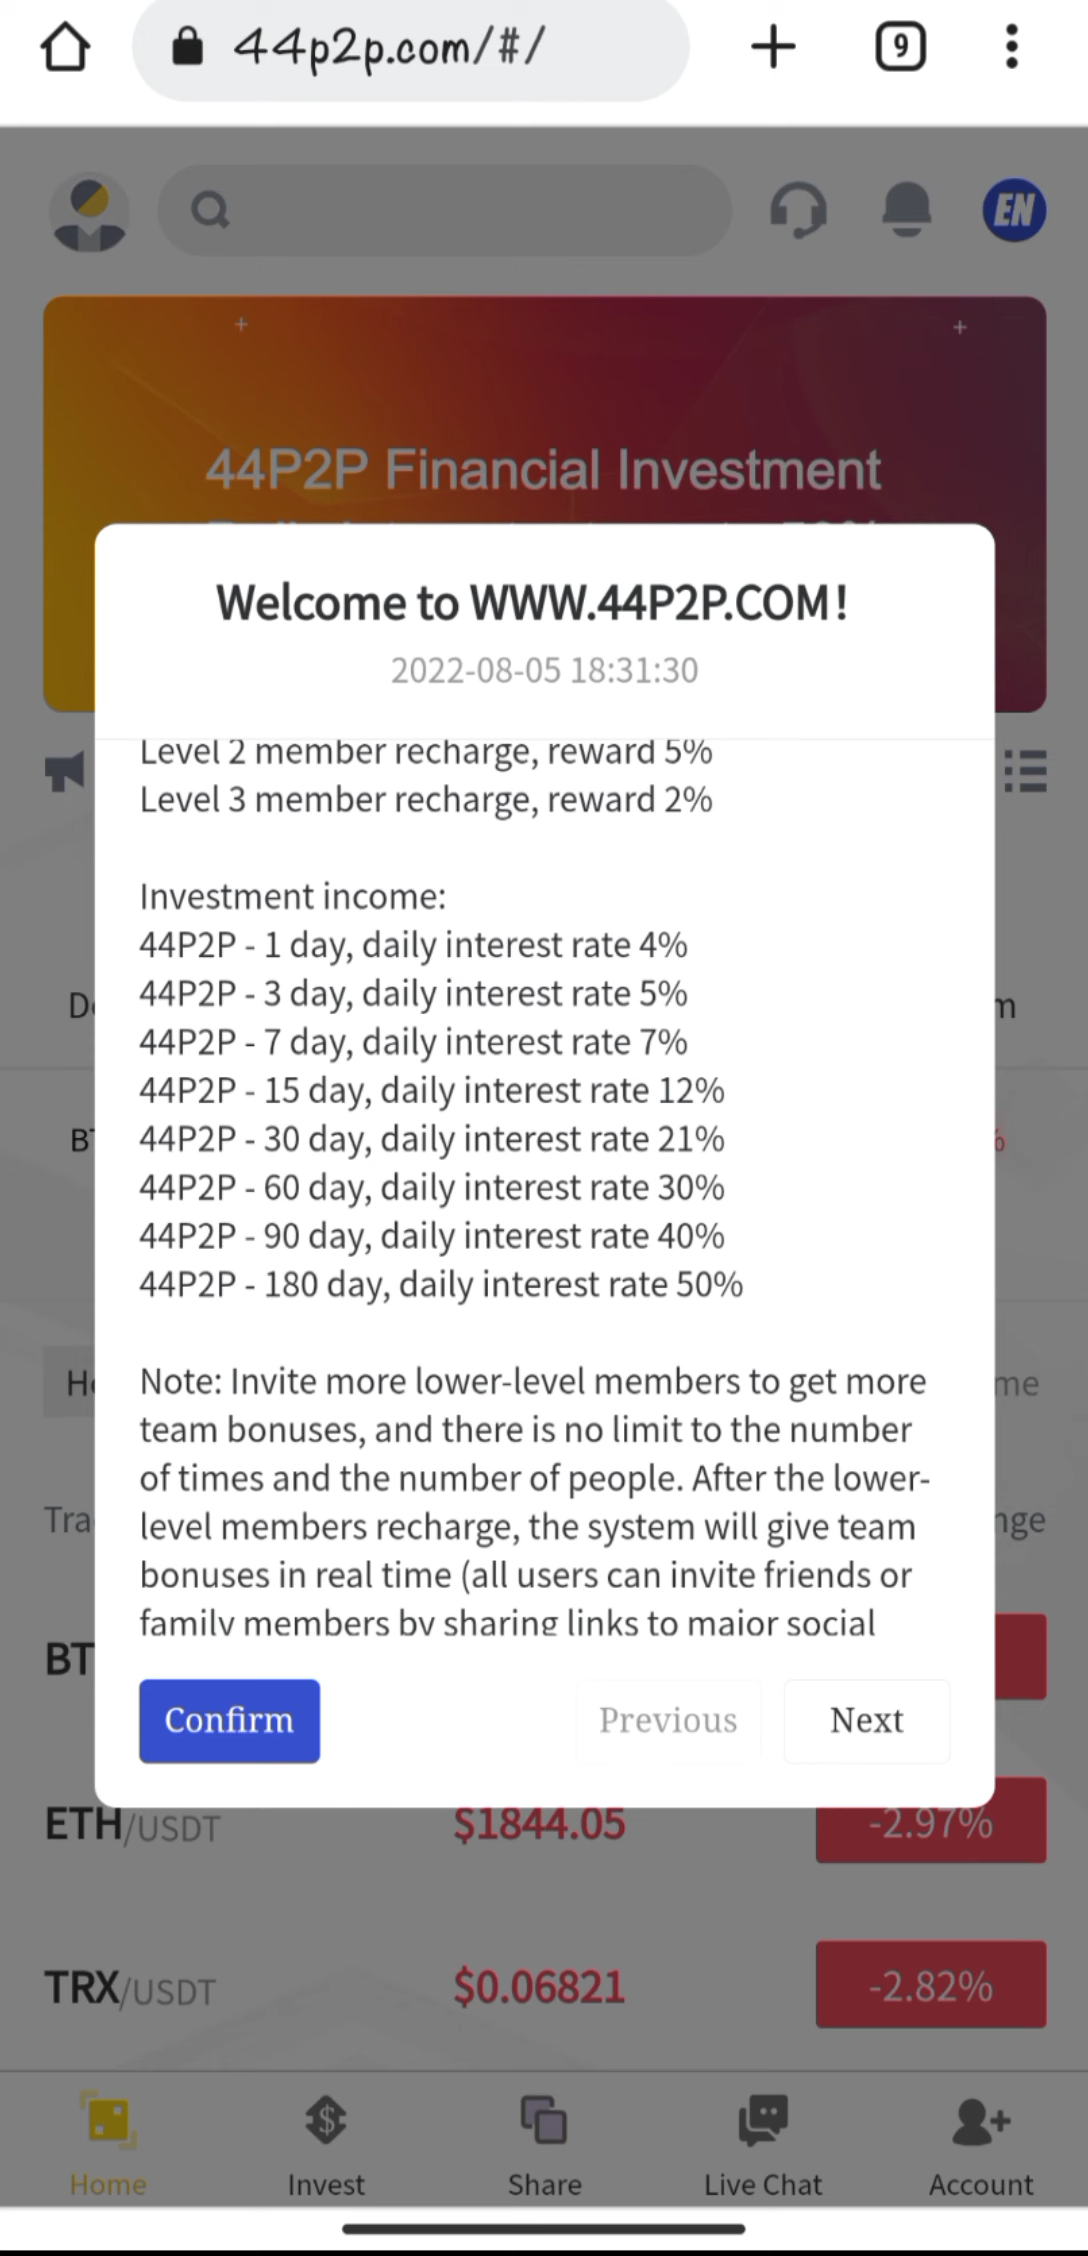 44p2p.com/#/
9
EN
44P2P Financial Investment
Welcome to WWW.44P2P.COM!
2022-08-05 18:31:30
Level 2 member recharge, reward 5%
Level 3 member recharge, reward 2%
Investment income:
44P2P - 1 day, daily interest rate 4%
44P2P - 3 day, daily interest rate 5%
44P2P - 7 day, daily interest rate 7%
44P2P - 15 day, daily interest rate 12%
44P2P - 30 day, daily interest rate 21%
44P2P - 60 day, daily interest rate 30%
44P2P - 90 day, daily interest rate 40%
44P2P - 180 day, daily interest rate 50%
Note: Invite more lower-level members to get more
team bonuses, and there is no limit to the number
of times and the number of people. After the lower-
level members recharge, the system will give team
bonuses in real time (all users can invite friends or
family members by sharing links to major social
Confirm Previous Next
ETH/USDT $1844.05 -2.97%
TRX/USDT $0.06821 -2.82%
Home Invest Share Live Chat Account